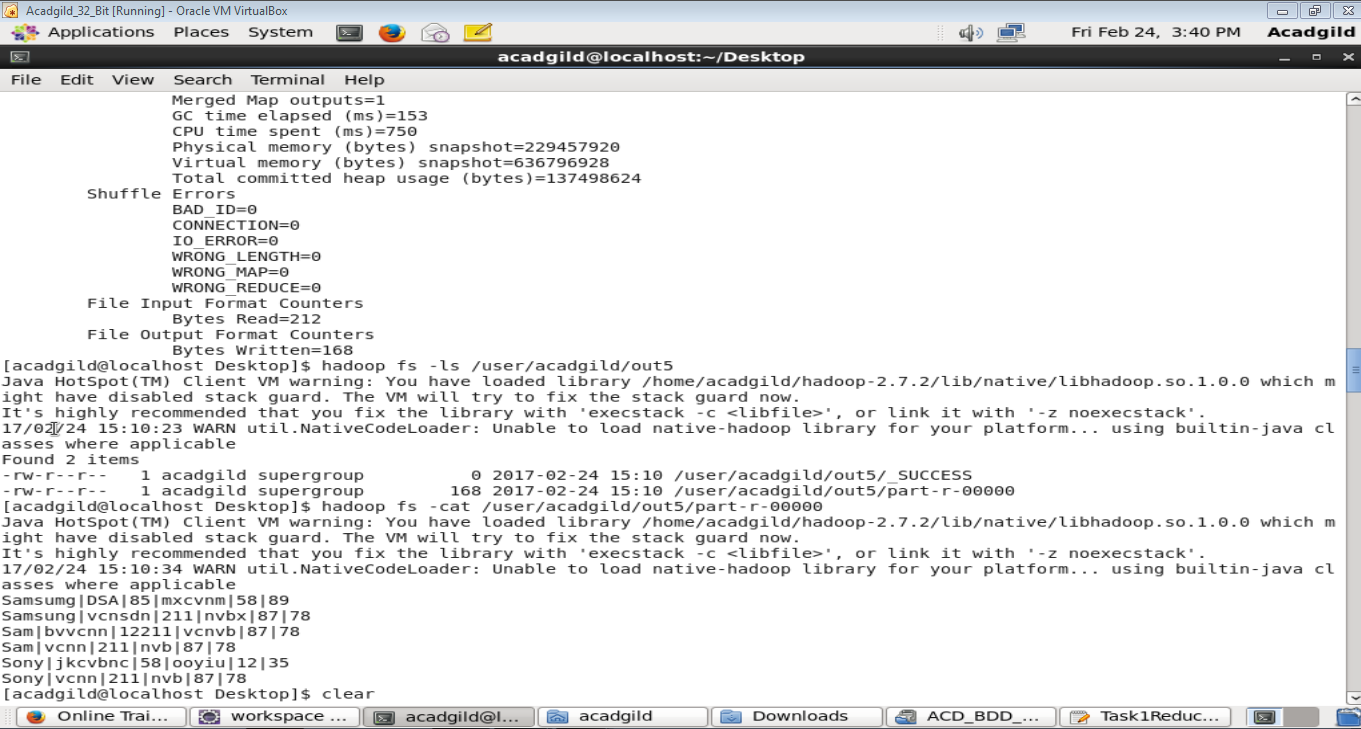 Acadgild_32_Bit [Running] - Oracle VM VirtualBox
Applications Places System Fri Feb 24, 3:40 PM Acadgild
acadgild@localhost:~/Desktop
File Edit View Search Terminal Help
Merged Map outputs=1
GC time elapsed (ms)=153
CPU time spent (ms)=750
Physical memory (bytes) snapshot=229457920
Virtual memory (bytes) snapshot=636796928
Total committed heap usage (bytes)=137498624
Shuffle Errors
BAD_ID=0
CONNECTION=0
IO_ERROR=0
WRONG_LENGTH=0
WRONG_MAP=0
WRONG_REDUCE=0
File Input Format Counters
Bytes Read=212
File Output Format Counters
Bytes Written=168
[acadgild@localhost Desktop]$ hadoop fs -ls /user/acadgild/out5
Java HotSpot(TM) Client VM warning: You have loaded library /home/acadgild/hadoop-2.7.2/lib/native/libhadoop.so.1.0.0 which m
ight have disabled stack guard. The VM will try to fix the stack guard now.
It's highly recommended that you fix the library with 'execstack -c <libfile>', or link it with '-z noexecstack'.
17/02/24 15:10:23 WARN util.NativeCodeLoader: Unable to load native-hadoop library for your platform... using builtin-java cl
asses where applicable
Found 2 items
-rw-r--r-- 1 acadgild supergroup 0 2017-02-24 15:10 /user/acadgild/out5/_SUCCESS
-rw-r--r-- 1 acadgild supergroup 168 2017-02-24 15:10 /user/acadgild/out5/part-r-00000
[acadgild@localhost Desktop]$ hadoop fs -cat /user/acadgild/out5/part-r-00000
Java HotSpot(TM) Client VM warning: You have loaded library /home/acadgild/hadoop-2.7.2/lib/native/libhadoop.so.1.0.0 which m
ight have disabled stack guard. The VM will try to fix the stack guard now.
It's highly recommended that you fix the library with 'execstack -c <libfile>', or link it with '-z noexecstack'.
17/02/24 15:10:34 WARN util.NativeCodeLoader: Unable to load native-hadoop library for your platform... using builtin-java cl
asses where applicable
Samsumg|DSA|85|mxcvnm|58|89
Samsung|vcnsdn|211|nvbx|87|78
Sam|bvvcnn|12211|vcnvb|87|78
Sam|vcnn|211|nvb|87|78
Sony|jkcvbnc|58|ooyiu|12|35
Sony|vcnn|211|nvb|87|78
[acadgild@localhost Desktop]$ clear
Online Trai... workspace ... acadgild@l... acadgild Downloads ACD_BDD_... Task1Reduc...